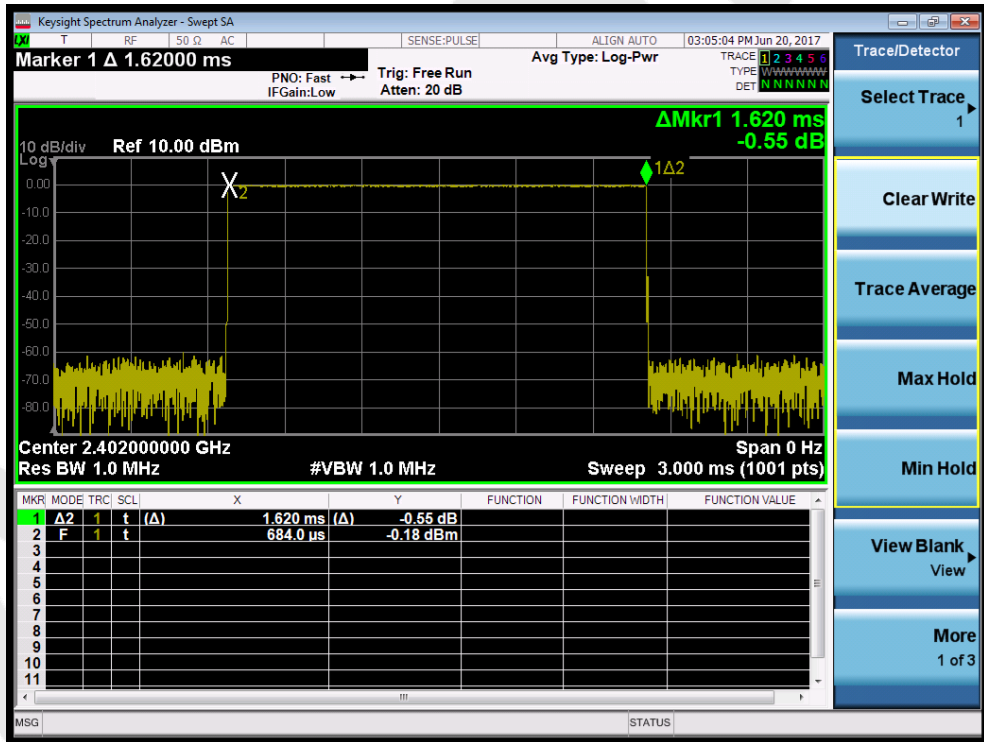 Keysight Spectrum Analyzer - Swept SA
LXI T RF 50 Ω AC SENSE:PULSE ALIGN AUTO 03:05:04 PM Jun 20, 2017
Marker 1 Δ 1.62000 ms
PNO: Fast
IFGain:Low
Trig: Free Run
Atten: 20 dB
Avg Type: Log-Pwr
TRACE 1 2 3 4 5 6
TYPE WWWWWW
DET N N N N N N
ΔMkr1 1.620 ms
-0.55 dB
10 dB/div Ref 10.00 dBm
Log
1Δ2
0.00
X2
-10.0
-20.0
-30.0
-40.0
-50.0
-60.0
-70.0
-80.0
Center 2.402000000 GHz Span 0 Hz
Res BW 1.0 MHz #VBW 1.0 MHz Sweep 3.000 ms (1001 pts)
MKR MODE TRC SCL X Y FUNCTION FUNCTION WIDTH FUNCTION VALUE
1 Δ2 1 t (Δ) 1.620 ms (Δ) -0.55 dB
2 F 1 t 684.0 µs -0.18 dBm
3
4
5
6
7
8
9
10
11
MSG STATUS
Trace/Detector
Select Trace
1
Clear Write
Trace Average
Max Hold
Min Hold
View Blank
View
More
1 of 3